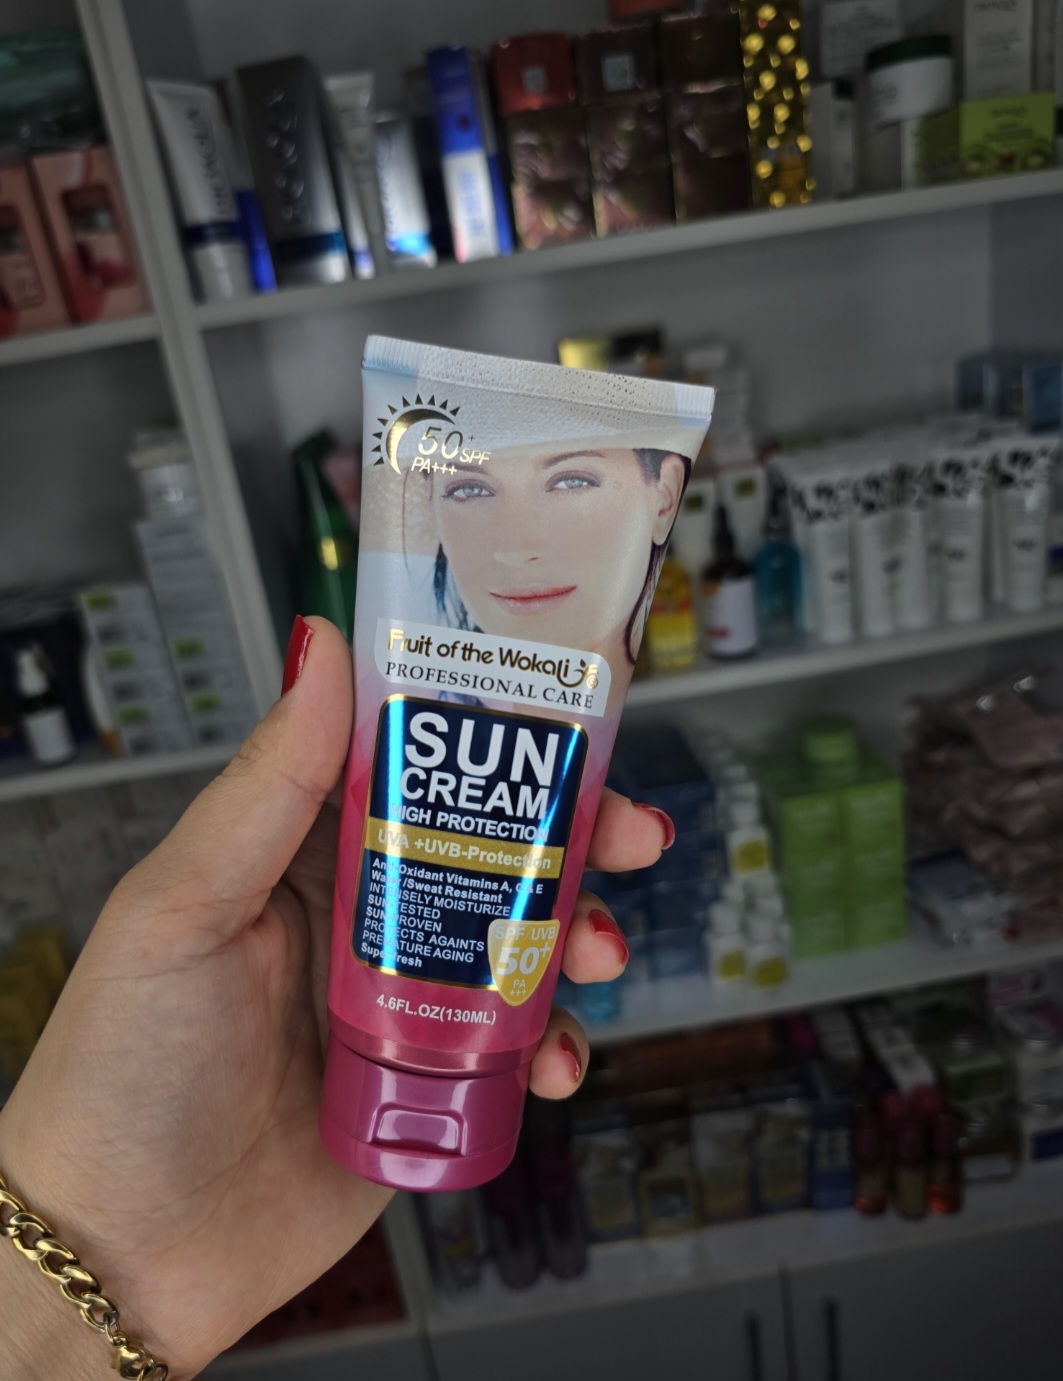 50+ SPF
PA+++
Fruit of the Wokali
PROFESSIONAL CARE
SUN
CREAM
HIGH PROTECTION
UVA +UVB-Protection
Anti-Oxidant Vitamins A, C & E
Water/Sweat Resistant
INTENSELY MOISTURIZE
SUN TESTED
SUN PROVEN
PROTECTS AGAINTS
PREMATURE AGING
Super fresh
SPF/UVB
50+
PA
+++
4.6FL.OZ(130ML)